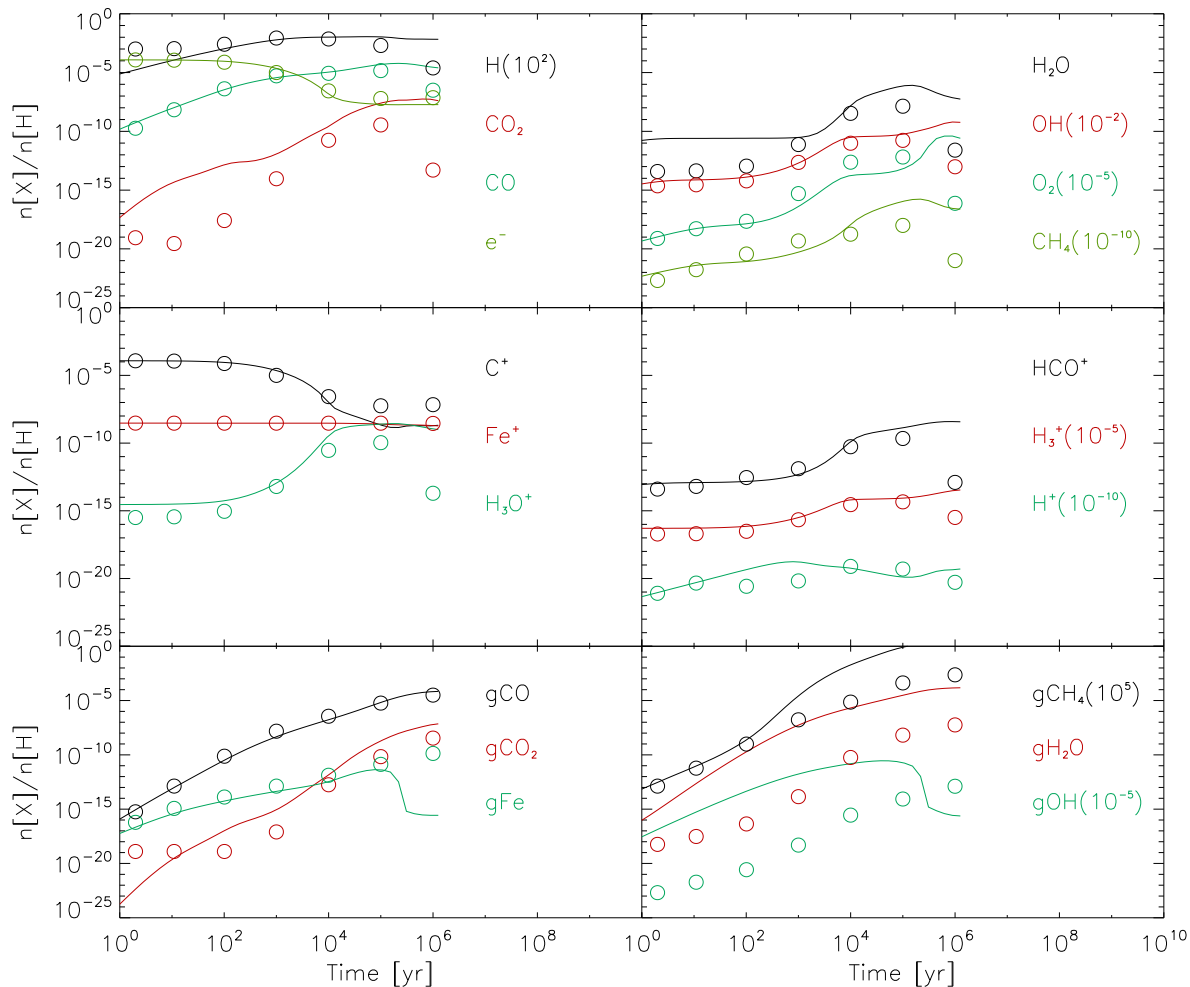 10⁰
10⁻⁵
10⁻¹⁰
10⁻¹⁵
10⁻²⁰
10⁻²⁵
n[X]/n[H]
H(10²)
CO₂
CO
e⁻
H₂O
OH(10⁻²)
O₂(10⁻⁵)
CH₄(10⁻¹⁰)
10⁰
10⁻⁵
10⁻¹⁰
10⁻¹⁵
10⁻²⁰
10⁻²⁵
n[X]/n[H]
C⁺
Fe⁺
H₃O⁺
HCO⁺
H₃⁺(10⁻⁵)
H⁺(10⁻¹⁰)
10⁰
10⁻⁵
10⁻¹⁰
10⁻¹⁵
10⁻²⁰
10⁻²⁵
n[X]/n[H]
gCO
gCO₂
gFe
gCH₄(10⁵)
gH₂O
gOH(10⁻⁵)
10⁰ 10² 10⁴ 10⁶ 10⁸ 10⁰ 10² 10⁴ 10⁶ 10⁸ 10¹⁰
Time [yr] Time [yr]